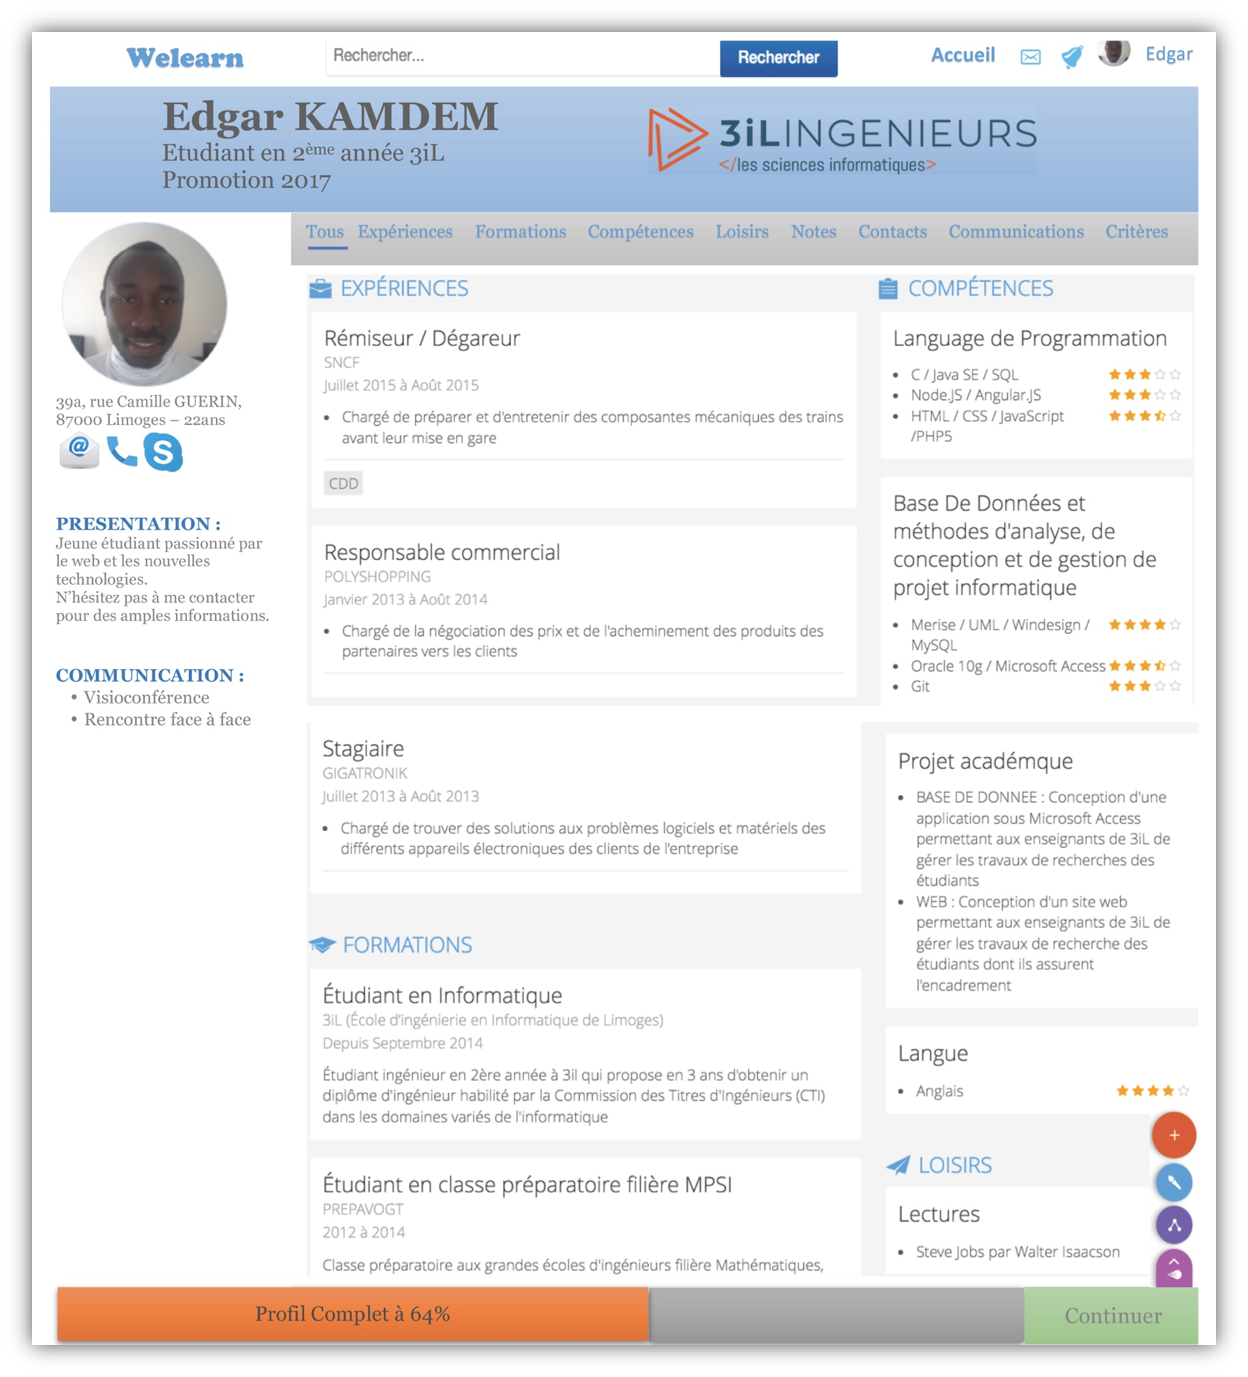 Welearn
Rechercher...
Rechercher
Accueil
Edgar
Edgar KAMDEM
Etudiant en 2ème année 3iL
Promotion 2017
3iLINGENIEURS
</les sciences informatiques>
Tous Expériences Formations Compétences Loisirs Notes Contacts Communications Critères
39a, rue Camille GUERIN,
87000 Limoges – 22ans
@
S
PRESENTATION :
Jeune étudiant passionné par
le web et les nouvelles
technologies.
N'hésitez pas à me contacter
pour des amples informations.
COMMUNICATION :
• Visioconférence
• Rencontre face à face
EXPÉRIENCES
Rémiseur / Dégareur
SNCF
Juillet 2015 à Août 2015
• Chargé de préparer et d'entretenir des composantes mécaniques des trains
avant leur mise en gare
CDD
Responsable commercial
POLYSHOPPING
Janvier 2013 à Août 2014
• Chargé de la négociation des prix et de l'acheminement des produits des
partenaires vers les clients
Stagiaire
GIGATRONIK
Juillet 2013 à Août 2013
• Chargé de trouver des solutions aux problèmes logiciels et matériels des
différents appareils électroniques des clients de l'entreprise
FORMATIONS
Étudiant en Informatique
3iL (École d'ingénierie en Informatique de Limoges)
Depuis Septembre 2014
Étudiant ingénieur en 2ère année à 3il qui propose en 3 ans d'obtenir un
diplôme d'ingénieur habilité par la Commission des Titres d'Ingénieurs (CTI)
dans les domaines variés de l'informatique
Étudiant en classe préparatoire filière MPSI
PREPAVOGT
2012 à 2014
Classe préparatoire aux grandes écoles d'ingénieurs filière Mathématiques,
COMPÉTENCES
Language de Programmation
• C / Java SE / SQL
• Node.JS / Angular.JS
• HTML / CSS / JavaScript
/PHP5
Base De Données et
méthodes d'analyse, de
conception et de gestion de
projet informatique
• Merise / UML / Windesign /
MySQL
• Oracle 10g / Microsoft Access
• Git
Projet académque
• BASE DE DONNEE : Conception d'une
application sous Microsoft Access
permettant aux enseignants de 3iL de
gérer les travaux de recherches des
étudiants
• WEB : Conception d'un site web
permettant aux enseignants de 3iL de
gérer les travaux de recherche des
étudiants dont ils assurent
l'encadrement
Langue
• Anglais
LOISIRS
Lectures
• Steve Jobs par Walter Isaacson
Profil Complet à 64%
Continuer